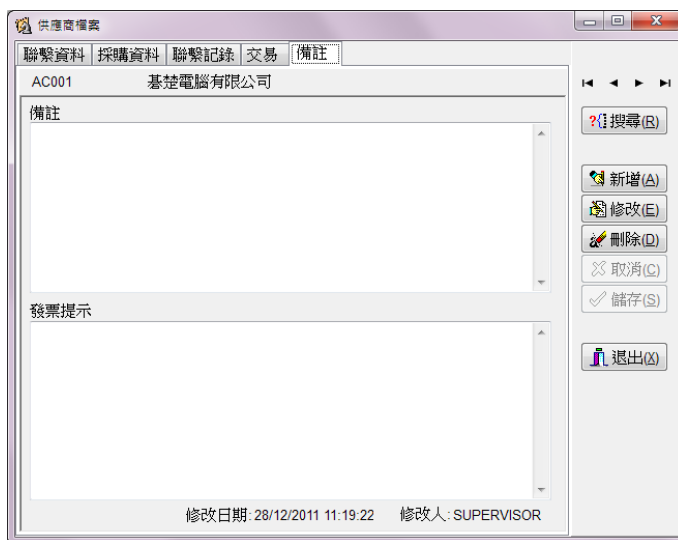 供應商檔案
聯繫資料 採購資料 聯繫記錄 交易 備註
AC001 碁楚電腦有限公司
備註
發票提示
修改日期: 28/12/2011 11:19:22 修改人: SUPERVISOR
搜尋(R)
新增(A)
修改(E)
刪除(D)
取消(C)
儲存(S)
退出(X)